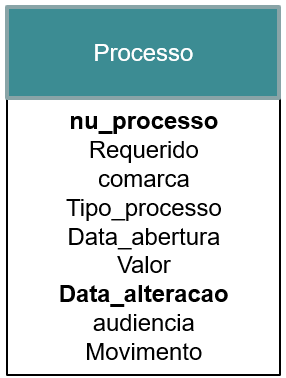 Processo
nu_processo
Requerido
comarca
Tipo_processo
Data_abertura
Valor
Data_alteracao
audiencia
Movimento